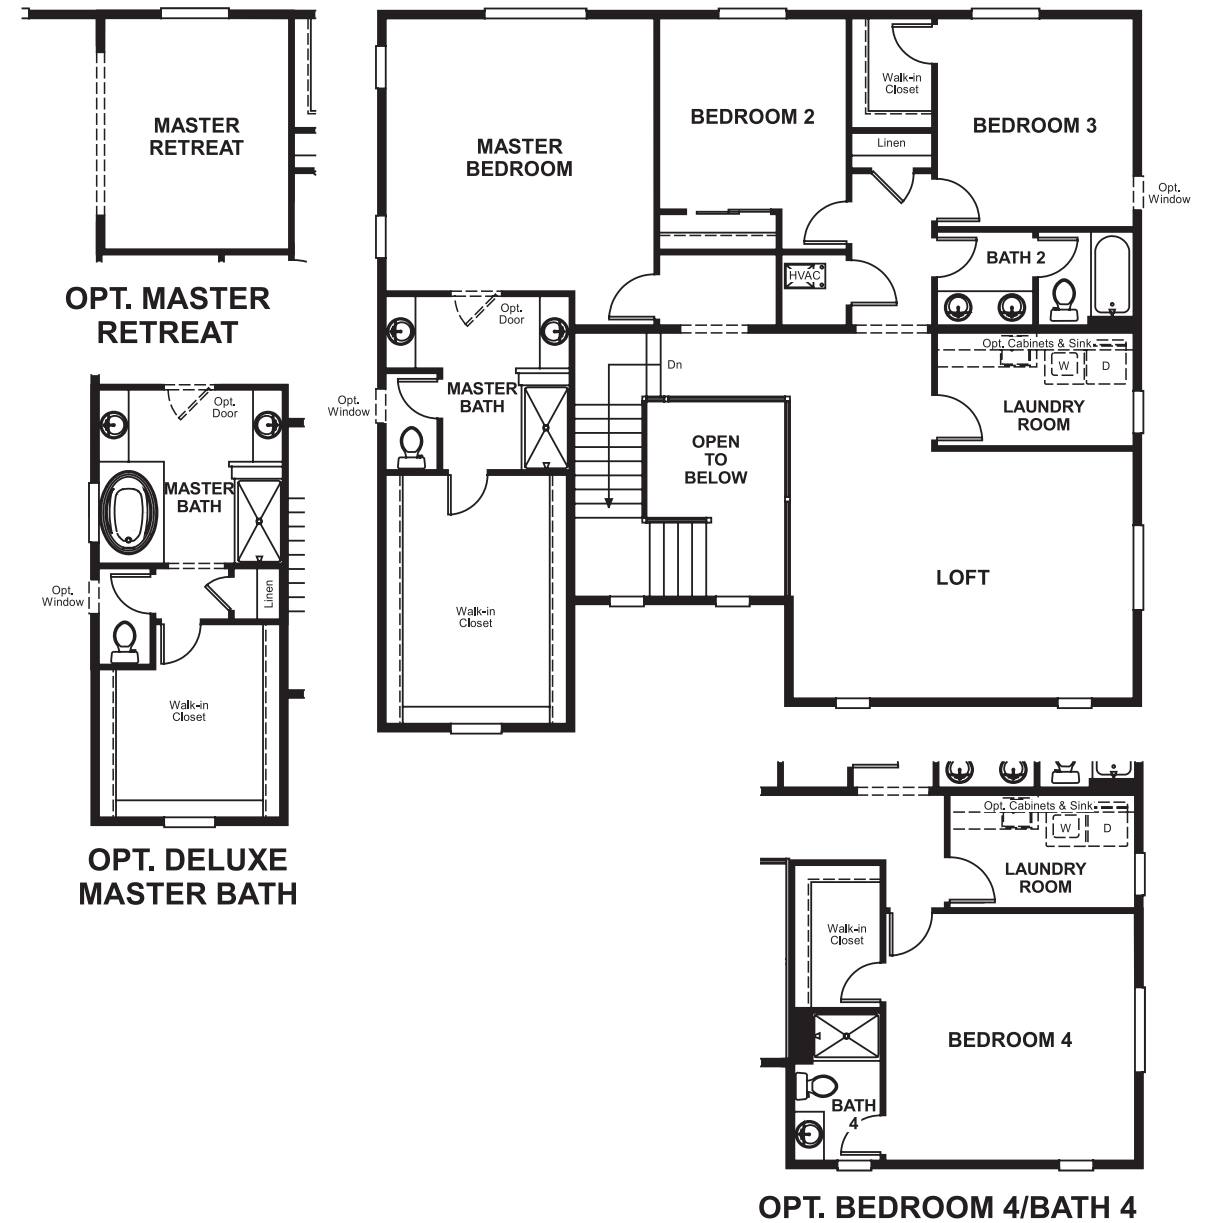 MASTER
RETREAT
OPT. MASTER
RETREAT
MASTER
BEDROOM
BEDROOM 2
Walk-in
Closet
Linen
BEDROOM 3
Opt.
Window
HVAC
BATH 2
Opt.
Door
MASTER
BATH
Opt.
Window
Dn
OPEN
TO
BELOW
Opt. Cabinets & Sink
W
D
LAUNDRY
ROOM
LOFT
Walk-in
Closet
Opt.
Door
MASTER
BATH
Opt.
Window
Linen
Walk-in
Closet
OPT. DELUXE
MASTER BATH
Opt. Cabinets & Sink
W
D
LAUNDRY
ROOM
Walk-in
Closet
BEDROOM 4
BATH
4
OPT. BEDROOM 4/BATH 4